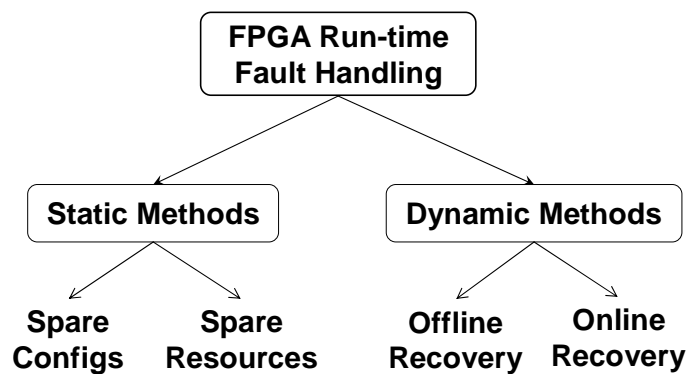 FPGA Run-time
Fault Handling
Static Methods
Dynamic Methods
Spare
Configs
Spare
Resources
Offline
Recovery
Online
Recovery